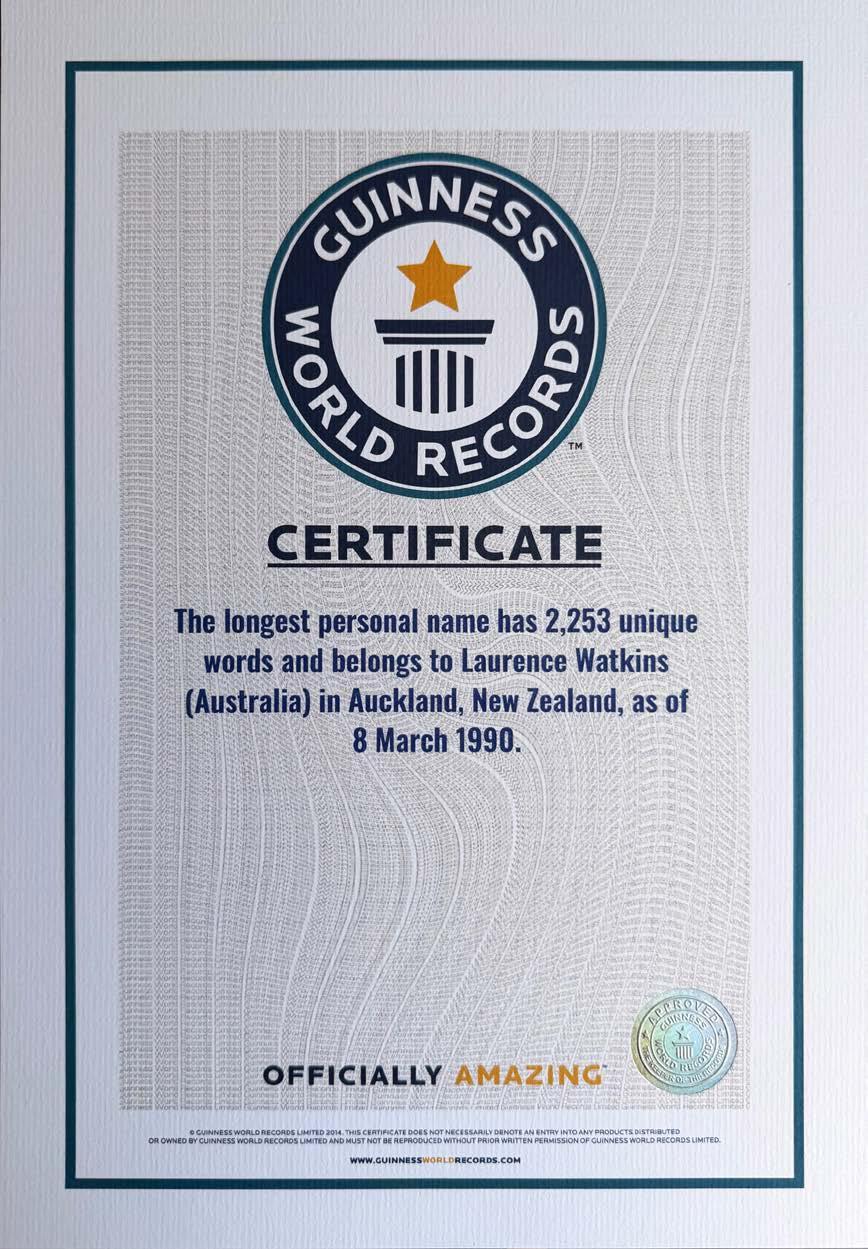 GUINNESS
WORLD RECORDS
TM
CERTIFICATE
The longest personal name has 2,253 unique
words and belongs to Laurence Watkins
(Australia) in Auckland, New Zealand, as of
8 March 1990.
APPROVED
GUINNESS
WORLD RECORDS
OFFICIALLY AMAZING
© GUINNESS WORLD RECORDS LIMITED 2014. THIS CERTIFICATE DOES NOT NECESSARILY DENOTE AN ENTRY INTO ANY PRODUCTS DISTRIBUTED
OR OWNED BY GUINNESS WORLD RECORDS LIMITED AND MUST NOT BE REPRODUCED WITHOUT PRIOR WRITTEN PERMISSION OF GUINNESS WORLD RECORDS LIMITED.
WWW.GUINNESSWORLDRECORDS.COM